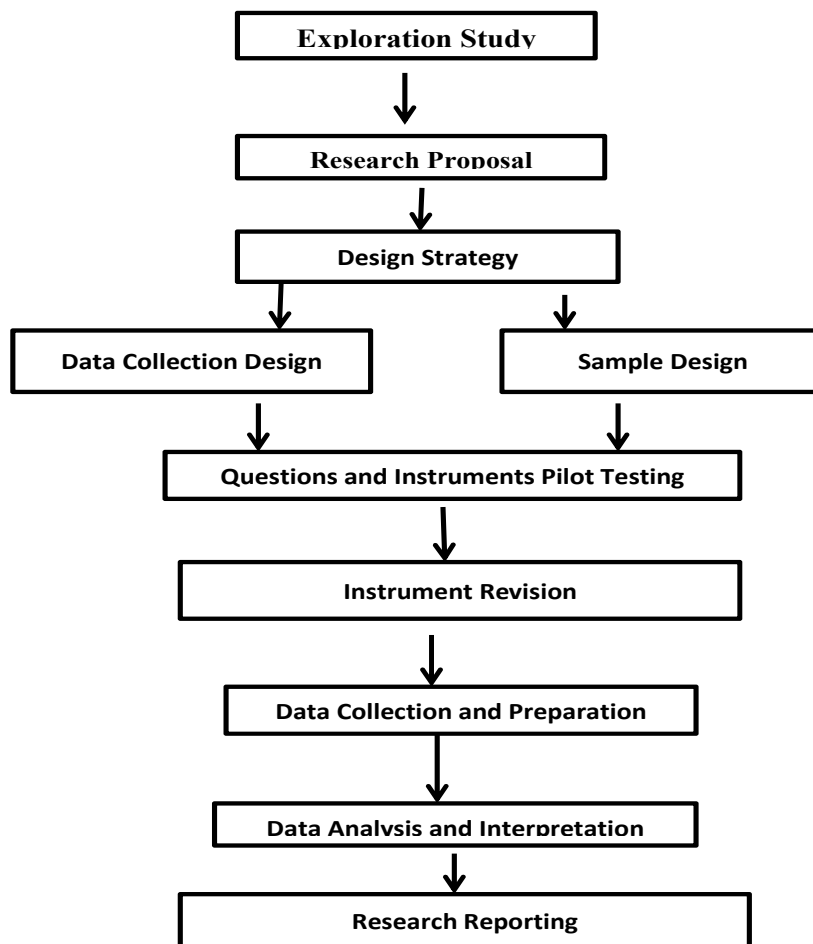 Exploration Study
Research Proposal
Design Strategy
Data Collection Design
Sample Design
Questions and Instruments Pilot Testing
Instrument Revision
Data Collection and Preparation
Data Analysis and Interpretation
Research Reporting